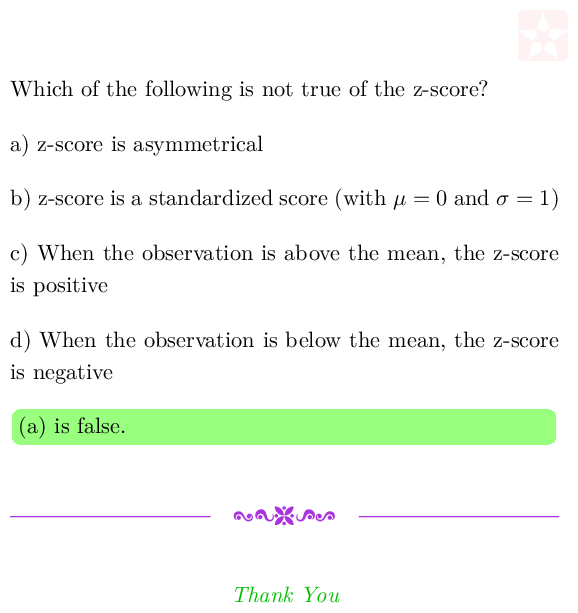 Which of the following is not true of the z-score?
a) z-score is asymmetrical
b) z-score is a standardized score (with μ = 0 and σ = 1)
c) When the observation is above the mean, the z-score
is positive
d) When the observation is below the mean, the z-score
is negative
(a) is false.
Thank You